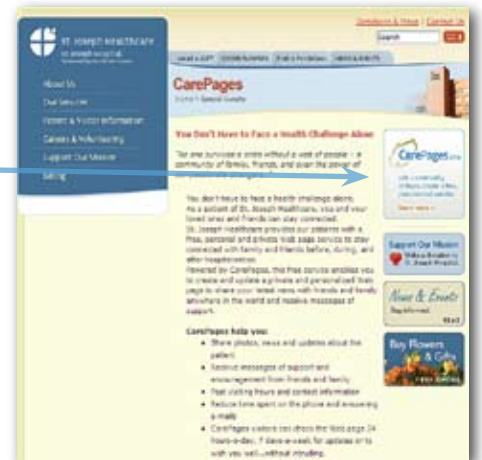 Directions & Maps | Contact Us
Search
ST. JOSEPH HEALTHCARE
St. Joseph Hospital
About Us
Our Services
Patient & Visitor Information
Careers & Volunteering
Support Our Mission
Billing
CarePages
Home > Special Services
You Don't Have to Face a Health Challenge Alone
"No one survives a crisis without a web of people – a
community of family, friends, and even the power of
You don't have to face a health challenge alone.
As a patient of St. Joseph Healthcare, you and your
loved ones and friends can stay connected.
St. Joseph Healthcare provides our patients with a
free, personal and private Web page service to stay
connected with family and friends before, during, and
after hospitalization.
Powered by CarePages, this free service enables you
to create and update a private and personalized Web
page to share your latest news with friends and family
anywhere in the world and receive messages of
support.
CarePages help you:
• Share photos, news and updates about the
patient
• Receive messages of support and
encouragement from friends and family
• Post visiting hours and contact information
• Reduce time spent on the phone and answering
e-mails
• CarePages visitors can check the Web page 24
hours-a-day, 7 days-a-week for updates or to
wish you well...without intruding.
CarePages.com
Support Our Mission
News & Events
Buy Flowers
& Gifts